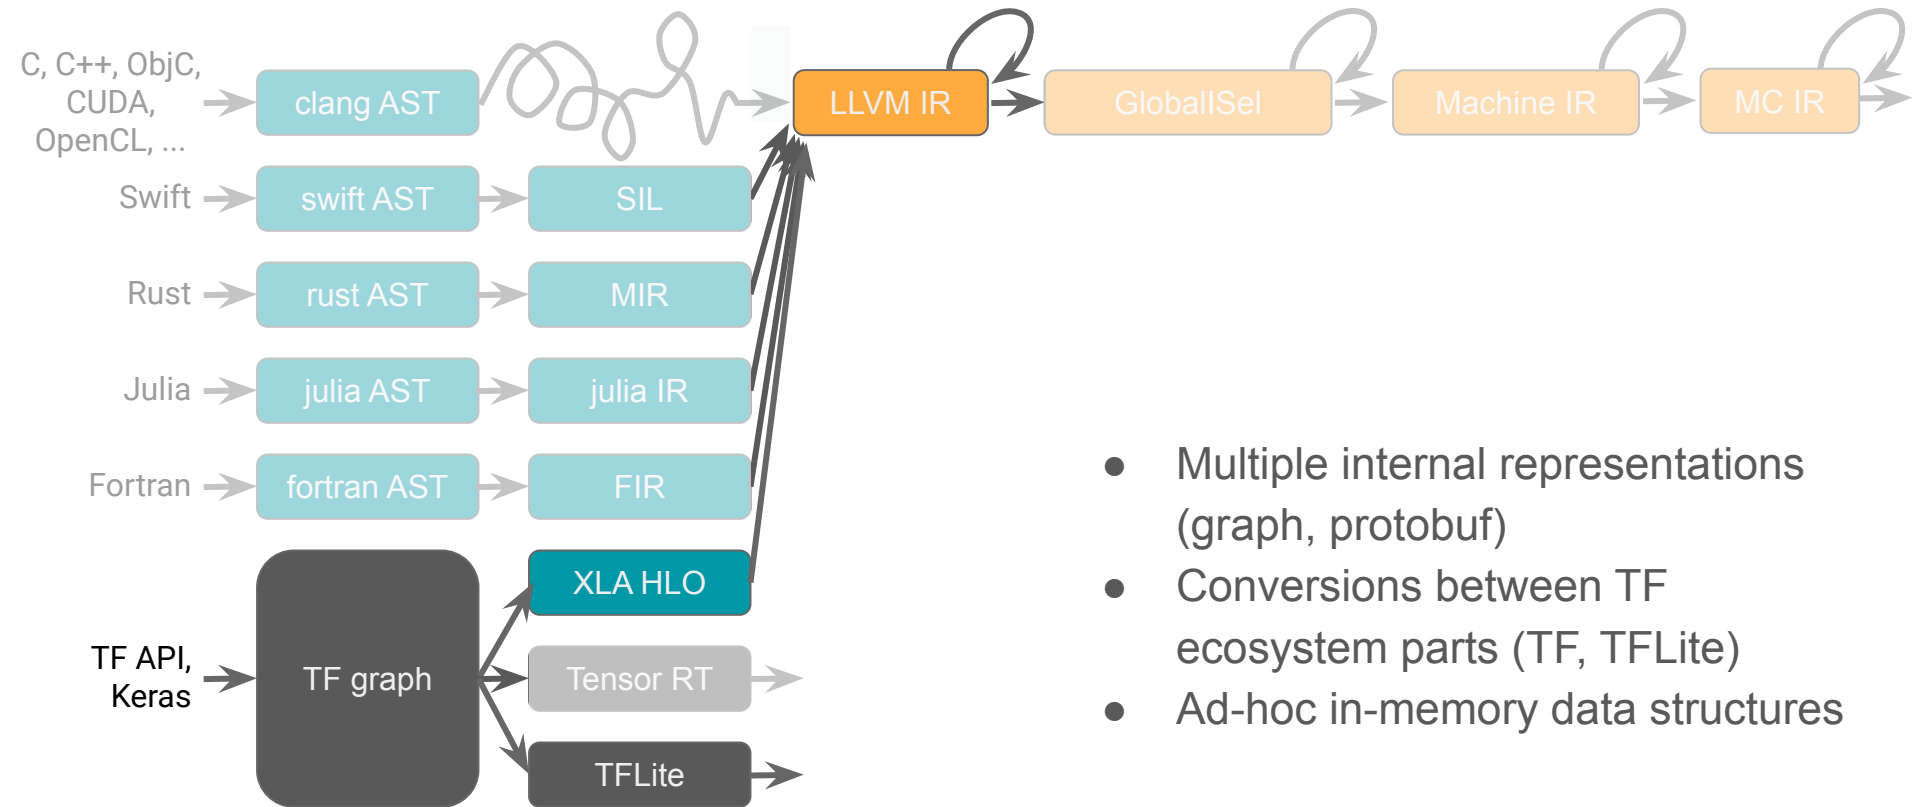 C, C++, ObjC,
CUDA,
OpenCL, ...
clang AST
LLVM IR
GlobalISel
Machine IR
MC IR
Swift
swift AST
SIL
Rust
rust AST
MIR
Julia
julia AST
julia IR
Fortran
fortran AST
FIR
TF API,
Keras
TF graph
XLA HLO
Tensor RT
TFLite
● Multiple internal representations
(graph, protobuf)
● Conversions between TF
ecosystem parts (TF, TFLite)
● Ad-hoc in-memory data structures